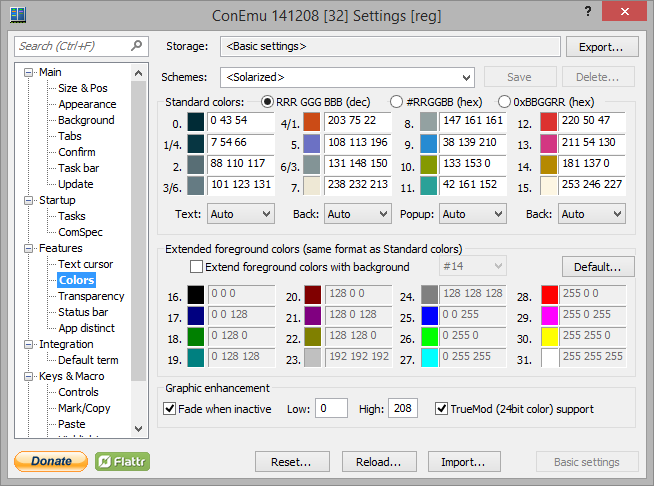 ConEmu 141208 [32] Settings [reg]
?
Search (Ctrl+F)
Storage: <Basic settings> Export...
Schemes: <Solarized> Save Delete...
Main
Size & Pos
Appearance
Background
Tabs
Confirm
Task bar
Update
Startup
Tasks
ComSpec
Features
Text cursor
Colors
Transparency
Status bar
App distinct
Integration
Default term
Keys & Macro
Controls
Mark/Copy
Paste
Standard colors: RRR GGG BBB (dec) #RRGGBB (hex) 0xBBGGRR (hex)
0. 0 43 54 4/1. 203 75 22 8. 147 161 161 12. 220 50 47
1/4. 7 54 66 5. 108 113 196 9. 38 139 210 13. 211 54 130
2. 88 110 117 6/3. 131 148 150 10. 133 153 0 14. 181 137 0
3/6. 101 123 131 7. 238 232 213 11. 42 161 152 15. 253 246 227
Text: Auto Back: Auto Popup: Auto Back: Auto
Extended foreground colors (same format as Standard colors)
Extend foreground colors with background #14 Default...
16. 0 0 0 20. 128 0 0 24. 128 128 128 28. 255 0 0
17. 0 0 128 21. 128 0 128 25. 0 0 255 29. 255 0 255
18. 0 128 0 22. 128 128 0 26. 0 255 0 30. 255 255 0
19. 0 128 128 23. 192 192 192 27. 0 255 255 31. 255 255 255
Graphic enhancement
Fade when inactive Low: 0 High: 208 TrueMod (24bit color) support
Donate Flattr Reset... Reload... Import... Basic settings